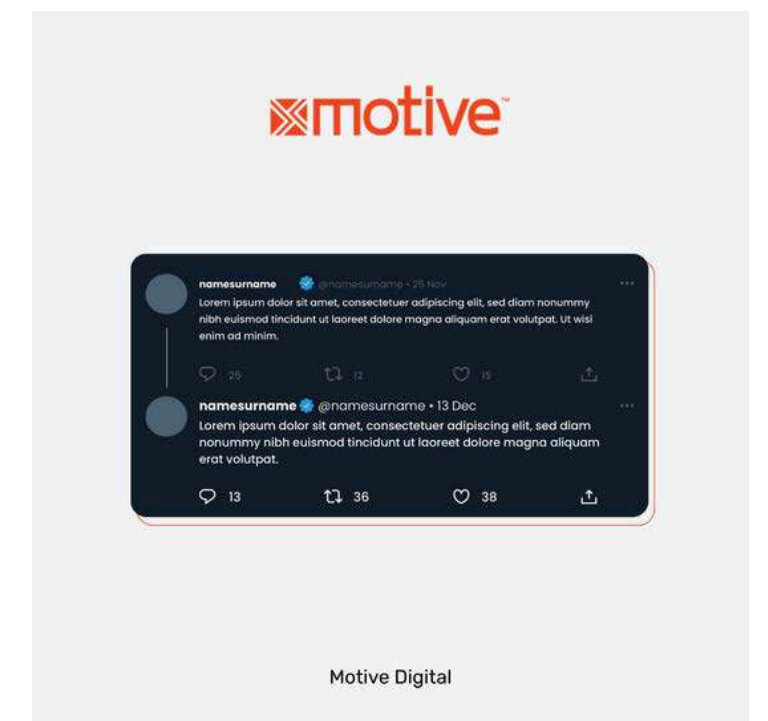 motive™
namesurname @namesurname • 25 Nov
Lorem ipsum dolor sit amet, consectetuer adipiscing elit, sed diam nonummy
nibh euismod tincidunt ut laoreet dolore magna aliquam erat volutpat. Ut wisi
enim ad minim.
25 12 15
namesurname @namesurname • 13 Dec
Lorem ipsum dolor sit amet, consectetuer adipiscing elit, sed diam
nonummy nibh euismod tincidunt ut laoreet dolore magna aliquam
erat volutpat.
13 36 38
Motive Digital